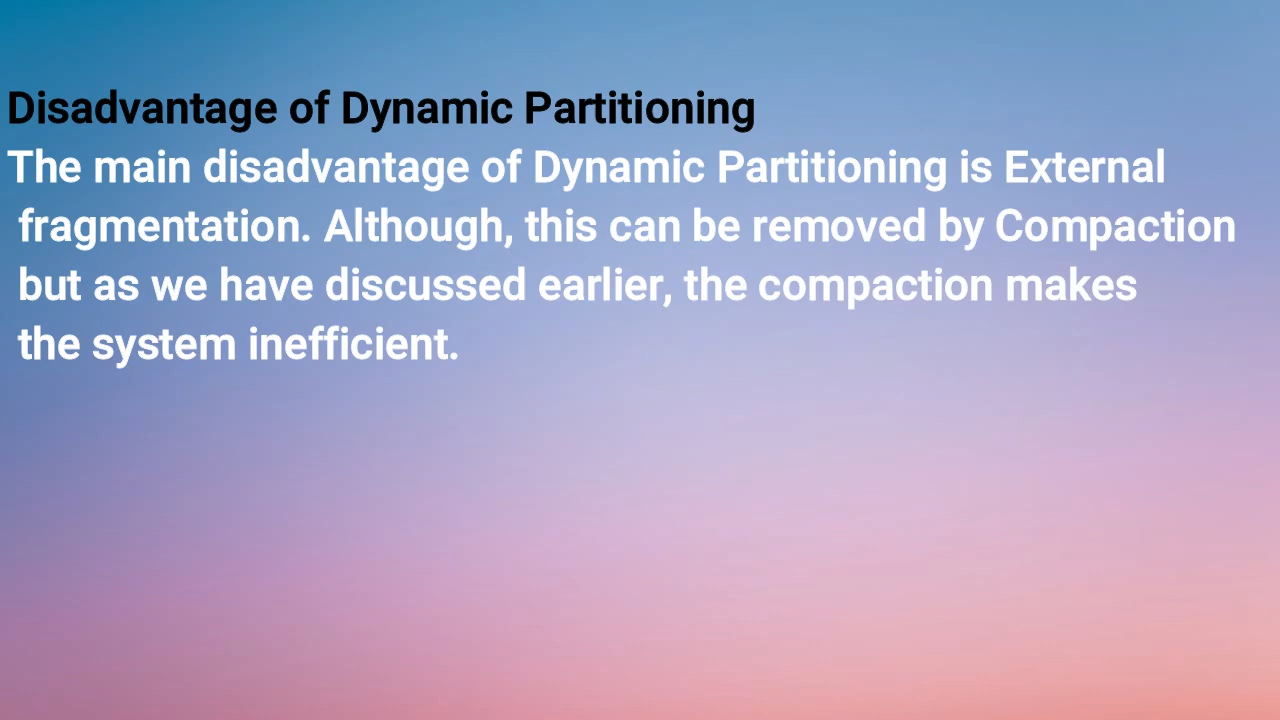 Disadvantage of Dynamic Partitioning
The main disadvantage of Dynamic Partitioning is External
fragmentation. Although, this can be removed by Compaction
but as we have discussed earlier, the compaction makes
the system inefficient.